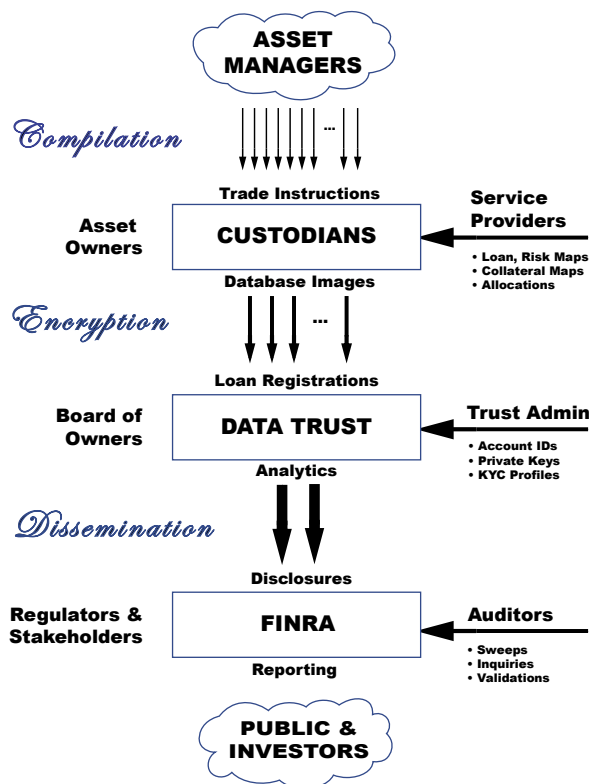 ASSET
MANAGERS
Compilation
...
Trade Instructions
Asset
Owners
CUSTODIANS
Service
Providers
• Loan, Risk Maps
• Collateral Maps
• Allocations
Database Images
Encryption
...
Loan Registrations
Board of
Owners
DATA TRUST
Trust Admin
• Account IDs
• Private Keys
• KYC Profiles
Analytics
Dissemination
Disclosures
Regulators &
Stakeholders
FINRA
Auditors
• Sweeps
• Inquiries
• Validations
Reporting
PUBLIC &
INVESTORS